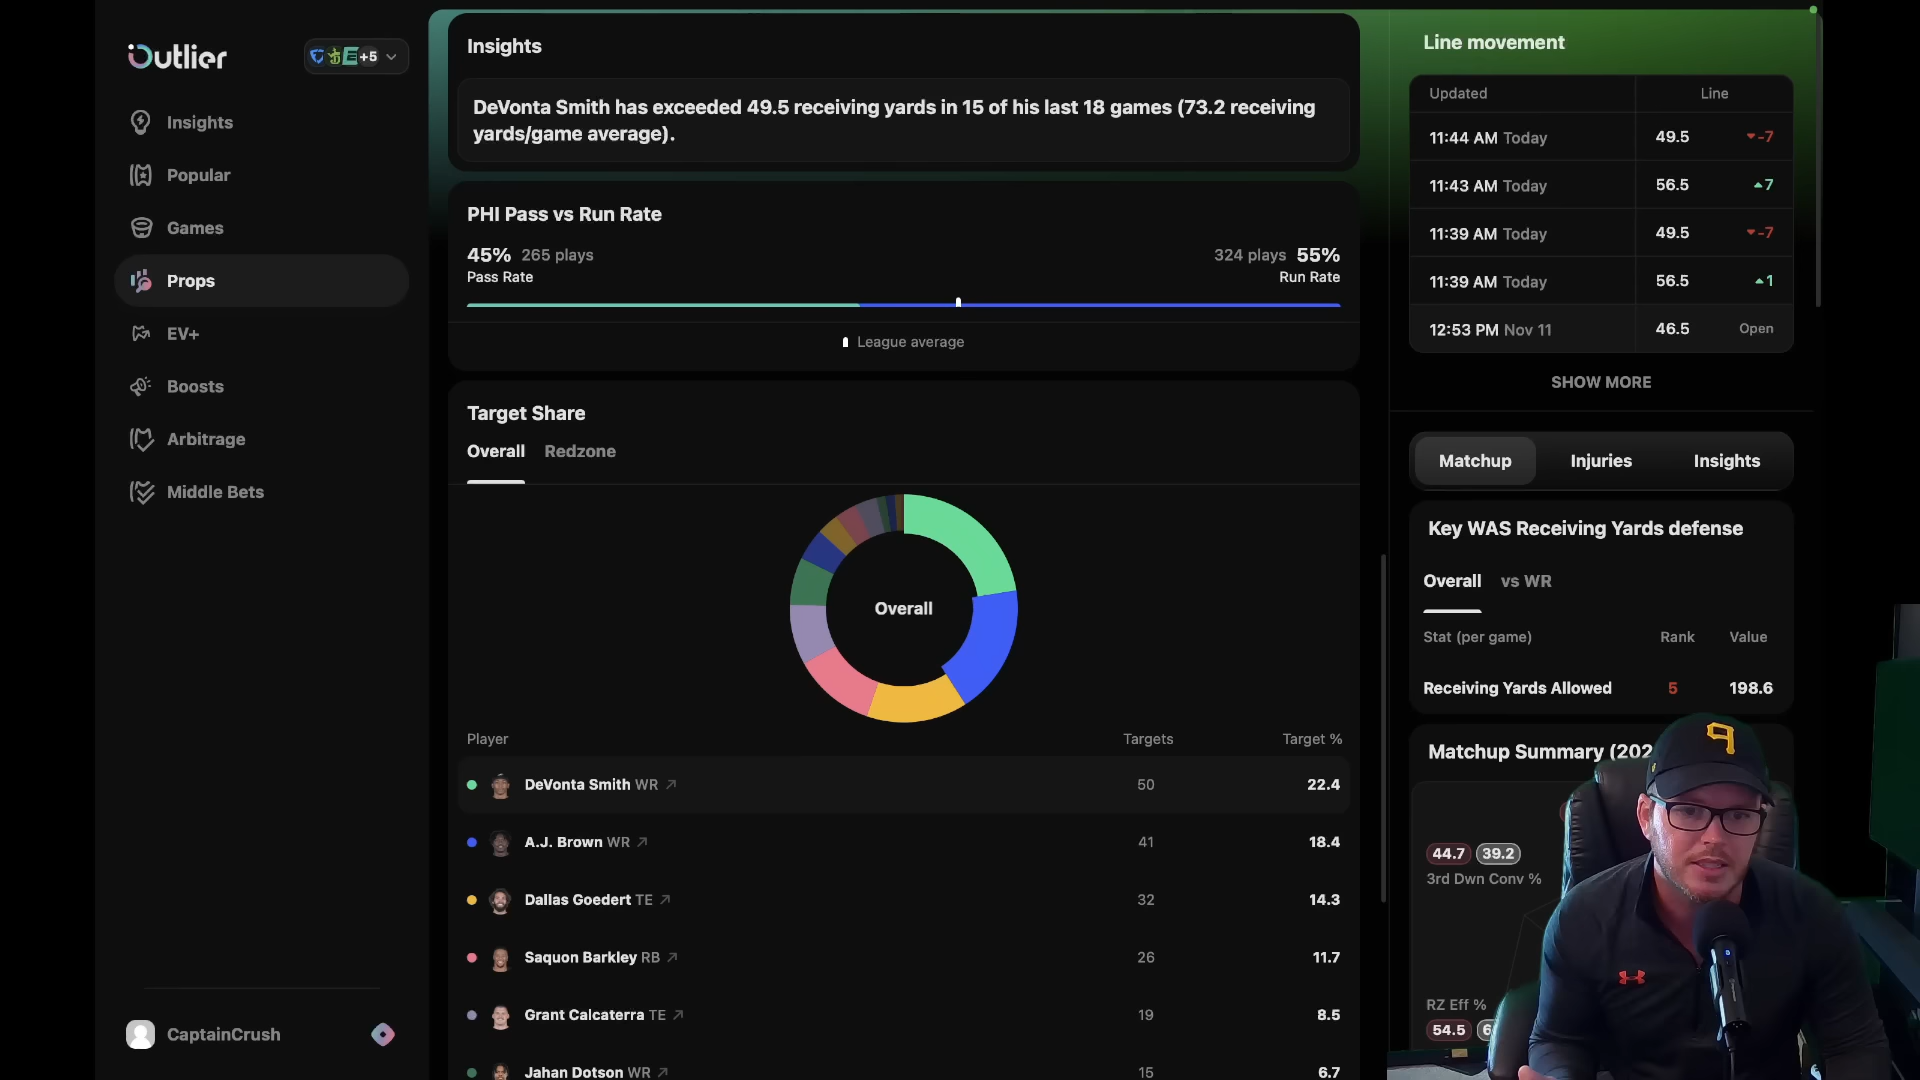 Outlier
+5
Insights
Popular
Games
Props
EV+
Boosts
Arbitrage
Middle Bets
CaptainCrush
Insights
DeVonta Smith has exceeded 49.5 receiving yards in 15 of his last 18 games (73.2 receiving
yards/game average).
PHI Pass vs Run Rate
45% 265 plays
324 plays 55%
Pass Rate
Run Rate
League average
Target Share
Overall Redzone
Overall
Player Targets Target %
DeVonta Smith WR 50 22.4
A.J. Brown WR 41 18.4
Dallas Goedert TE 32 14.3
Saquon Barkley RB 26 11.7
Grant Calcaterra TE 19 8.5
Jahan Dotson WR 15 6.7
Line movement
Updated Line
11:44 AM Today 49.5 -7
11:43 AM Today 56.5 7
11:39 AM Today 49.5 -7
11:39 AM Today 56.5 1
12:53 PM Nov 11 46.5 Open
SHOW MORE
Matchup Injuries Insights
Key WAS Receiving Yards defense
Overall vs WR
Stat (per game) Rank Value
Receiving Yards Allowed 5 198.6
Matchup Summary (202
44.7 39.2
3rd Dwn Conv %
RZ Eff %
54.5
P